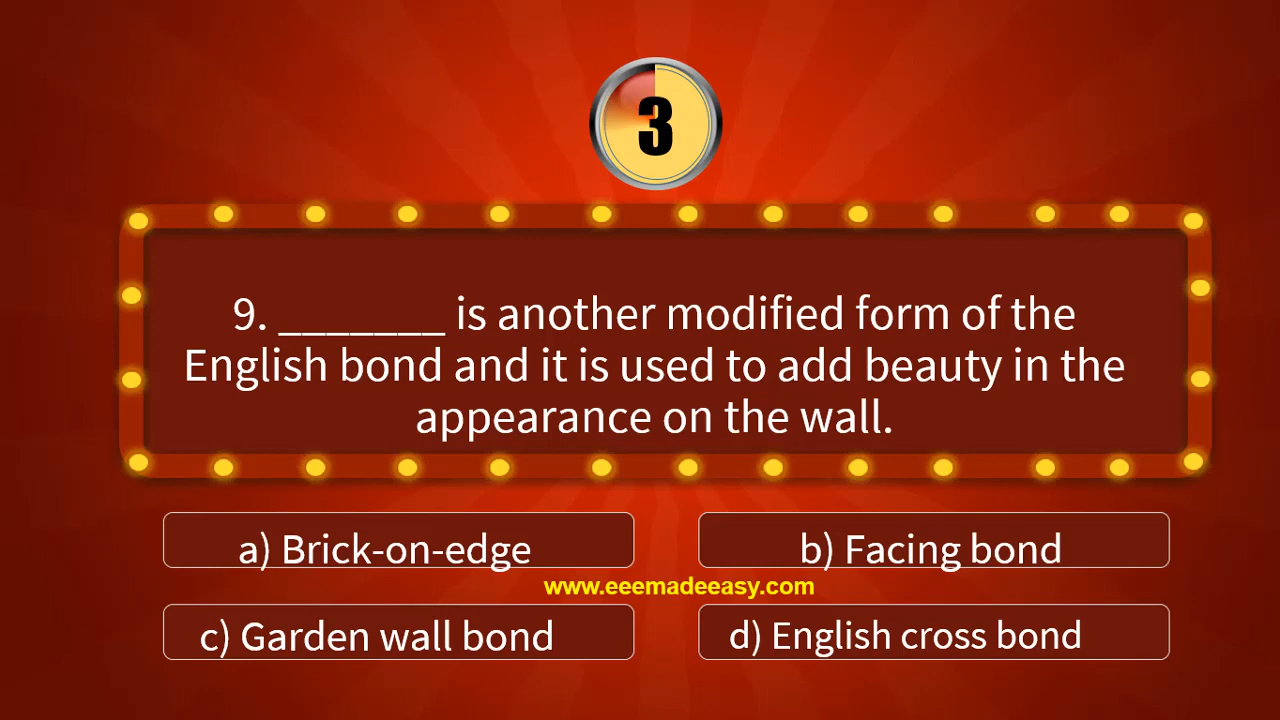 3
9. _______ is another modified form of the
English bond and it is used to add beauty in the
appearance on the wall.
a) Brick-on-edge
b) Facing bond
www.eeemadeeasy.com
c) Garden wall bond
d) English cross bond